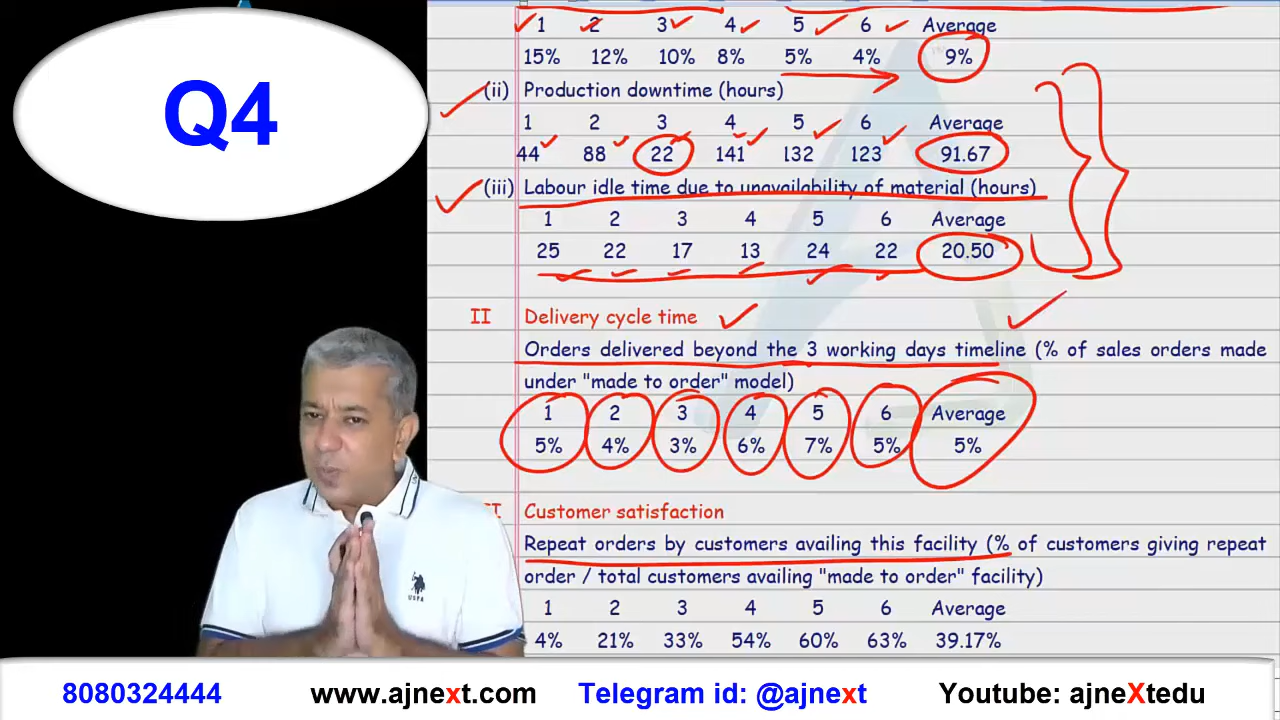 Q4
1 2 3 4 5 6 Average
15% 12% 10% 8% 5% 4% 9%
(ii) Production downtime (hours)
1 2 3 4 5 6 Average
44 88 22 141 132 123 91.67
(iii) Labour idle time due to unavailability of material (hours)
1 2 3 4 5 6 Average
25 22 17 13 24 22 20.50
II Delivery cycle time
Orders delivered beyond the 3 working days timeline (% of sales orders made
under "made to order" model)
1 2 3 4 5 6 Average
5% 4% 3% 6% 7% 5% 5%
Customer satisfaction
Repeat orders by customers availing this facility (% of customers giving repeat
order / total customers availing "made to order" facility)
1 2 3 4 5 6 Average
4% 21% 33% 54% 60% 63% 39.17%
USPA
8080324444 www.ajnext.com Telegram id: @ajnext Youtube: ajneXtedu